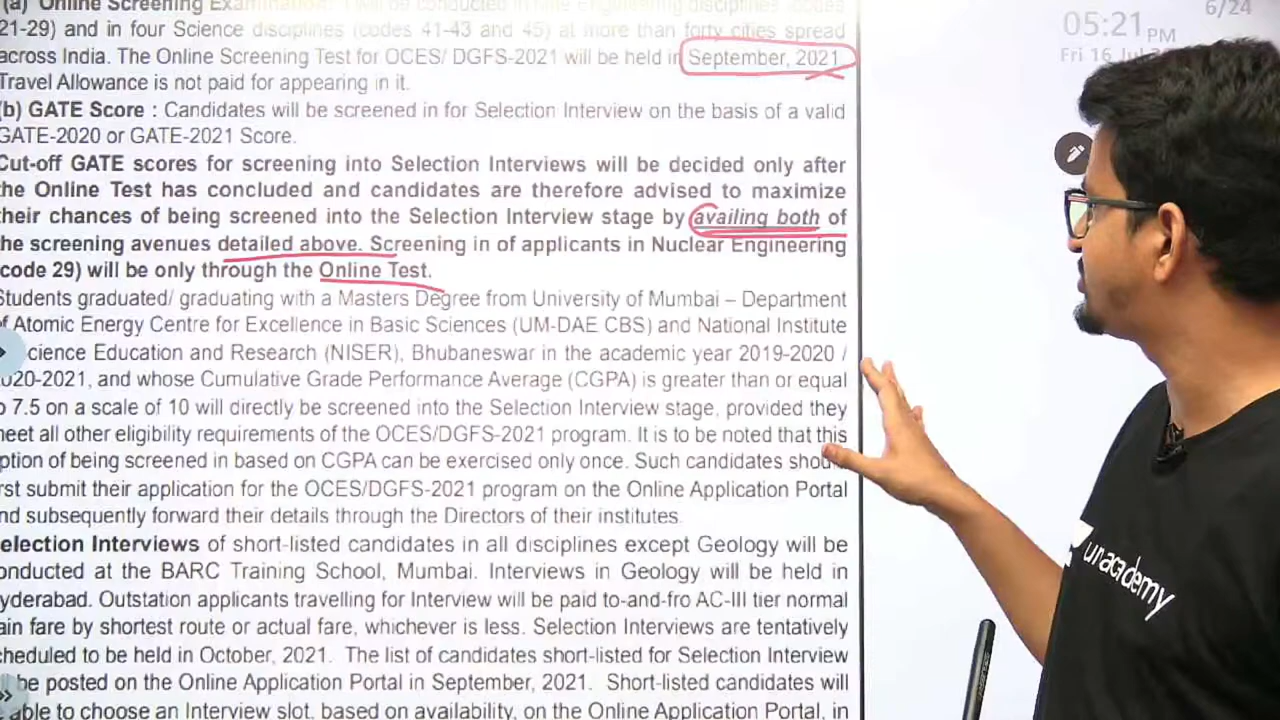 (a) Online Screening Examination: will be conducted in nine Engineering disciplines (codes
21-29) and in four Science disciplines (codes 41-43 and 45) at more than forty cities spread
across India. The Online Screening Test for OCES/ DGFS-2021 will be held in September, 2021
Travel Allowance is not paid for appearing in it.
(b) GATE Score : Candidates will be screened in for Selection Interview on the basis of a valid
GATE-2020 or GATE-2021 Score.
Cut-off GATE scores for screening into Selection Interviews will be decided only after
the Online Test has concluded and candidates are therefore advised to maximize
their chances of being screened into the Selection Interview stage by availing both of
the screening avenues detailed above. Screening in of applicants in Nuclear Engineering
(code 29) will be only through the Online Test.
Students graduated/ graduating with a Masters Degree from University of Mumbai – Department
of Atomic Energy Centre for Excellence in Basic Sciences (UM-DAE CBS) and National Institute
cience Education and Research (NISER), Bhubaneswar in the academic year 2019-2020 /
020-2021, and whose Cumulative Grade Performance Average (CGPA) is greater than or equal
o 7.5 on a scale of 10 will directly be screened into the Selection Interview stage, provided they
meet all other eligibility requirements of the OCES/DGFS-2021 program. It is to be noted that this
ption of being screened in based on CGPA can be exercised only once. Such candidates should
rst submit their application for the OCES/DGFS-2021 program on the Online Application Portal
nd subsequently forward their details through the Directors of their institutes.
election Interviews of short-listed candidates in all disciplines except Geology will be
onducted at the BARC Training School, Mumbai. Interviews in Geology will be held in
yderabad. Outstation applicants travelling for Interview will be paid to-and-fro AC-III tier normal
ain fare by shortest route or actual fare, whichever is less. Selection Interviews are tentatively
cheduled to be held in October, 2021. The list of candidates short-listed for Selection Interview
be posted on the Online Application Portal in September, 2021. Short-listed candidates will
able to choose an Interview slot, based on availability, on the Online Application Portal, in
6/24
05:21 PM
Fri 16 Jul
unacademy